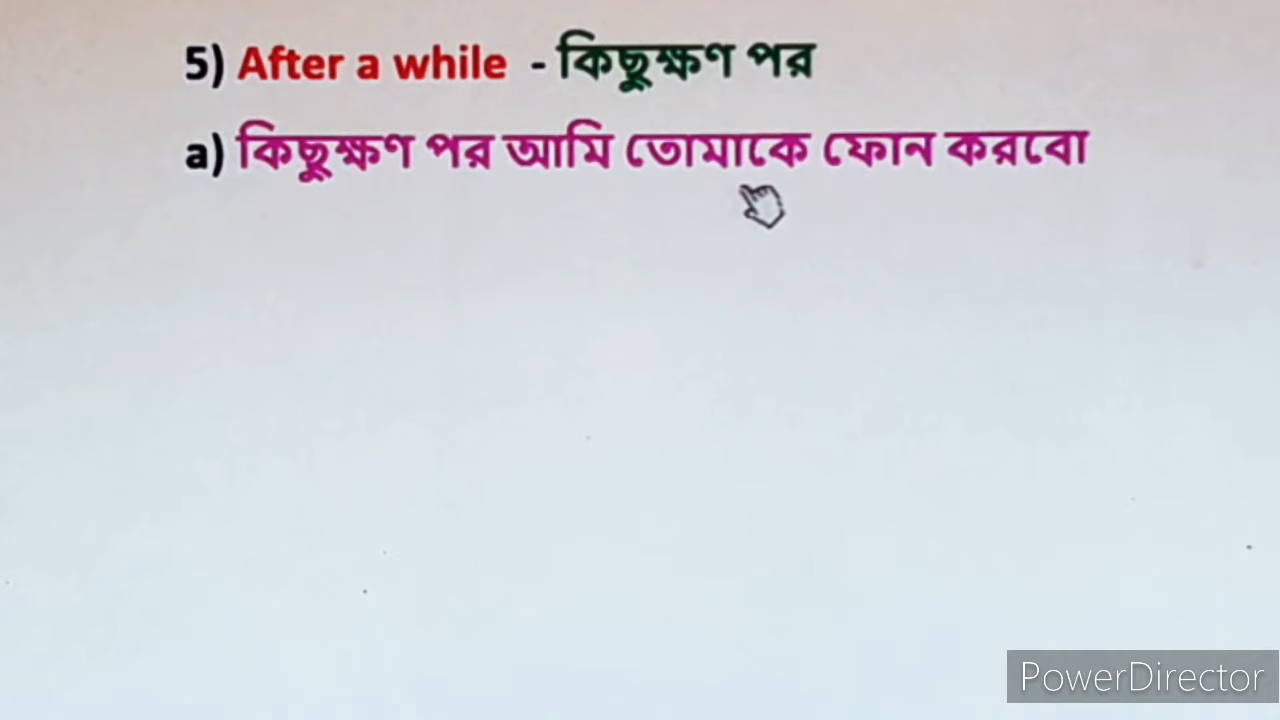 5) After a while - কিছুক্ষণ পর
a) কিছুক্ষণ পর আমি তোমাকে ফোন করবো
PowerDirector